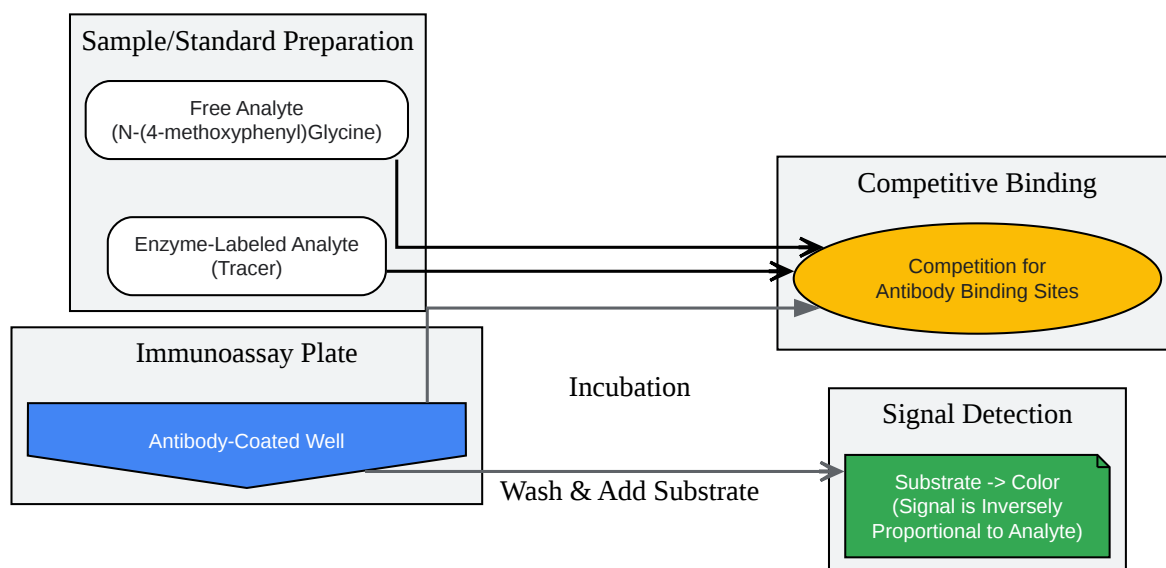 Sample/Standard Preparation
Free Analyte
(N-(4-methoxyphenyl)Glycine)
Enzyme-Labeled Analyte
(Tracer)
Competitive Binding
Competition for
Antibody Binding Sites
Immunoassay Plate
Antibody-Coated Well
Incubation
Wash & Add Substrate
Signal Detection
Substrate -> Color
(Signal is Inversely
Proportional to Analyte)